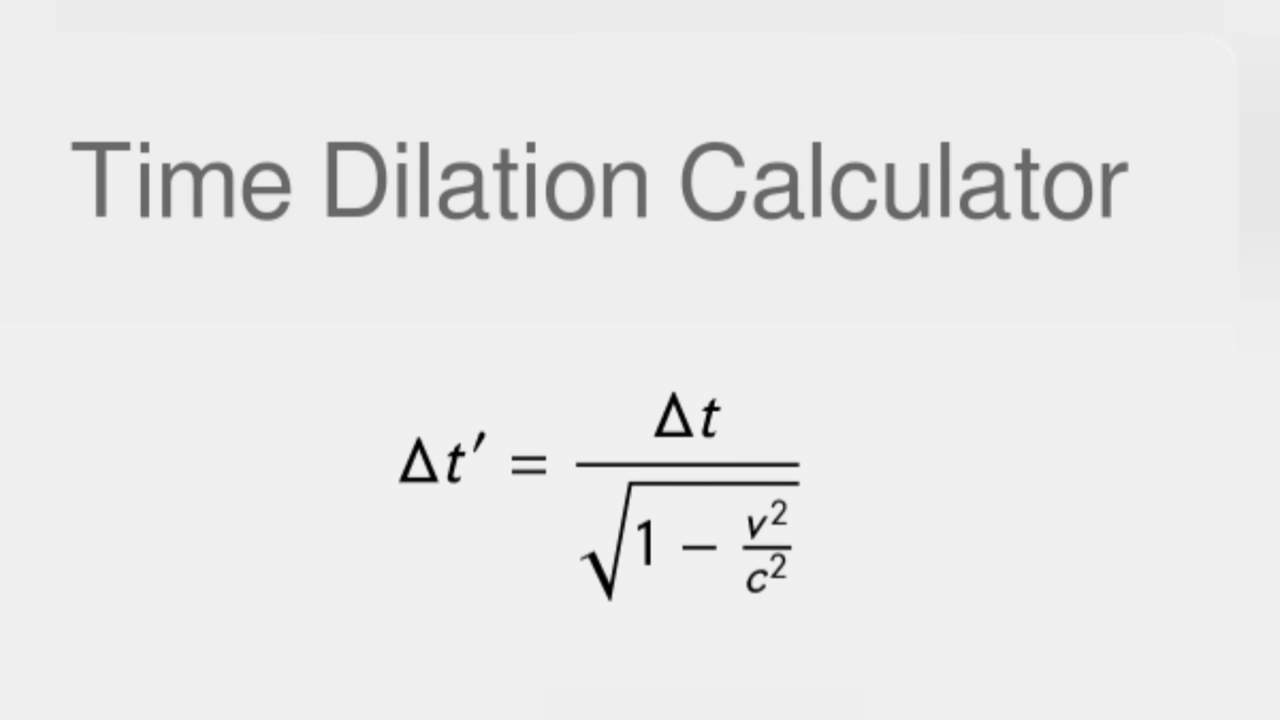 Time Dilation Calculator
Δt′ = Δt / √(1 − v²/c²)